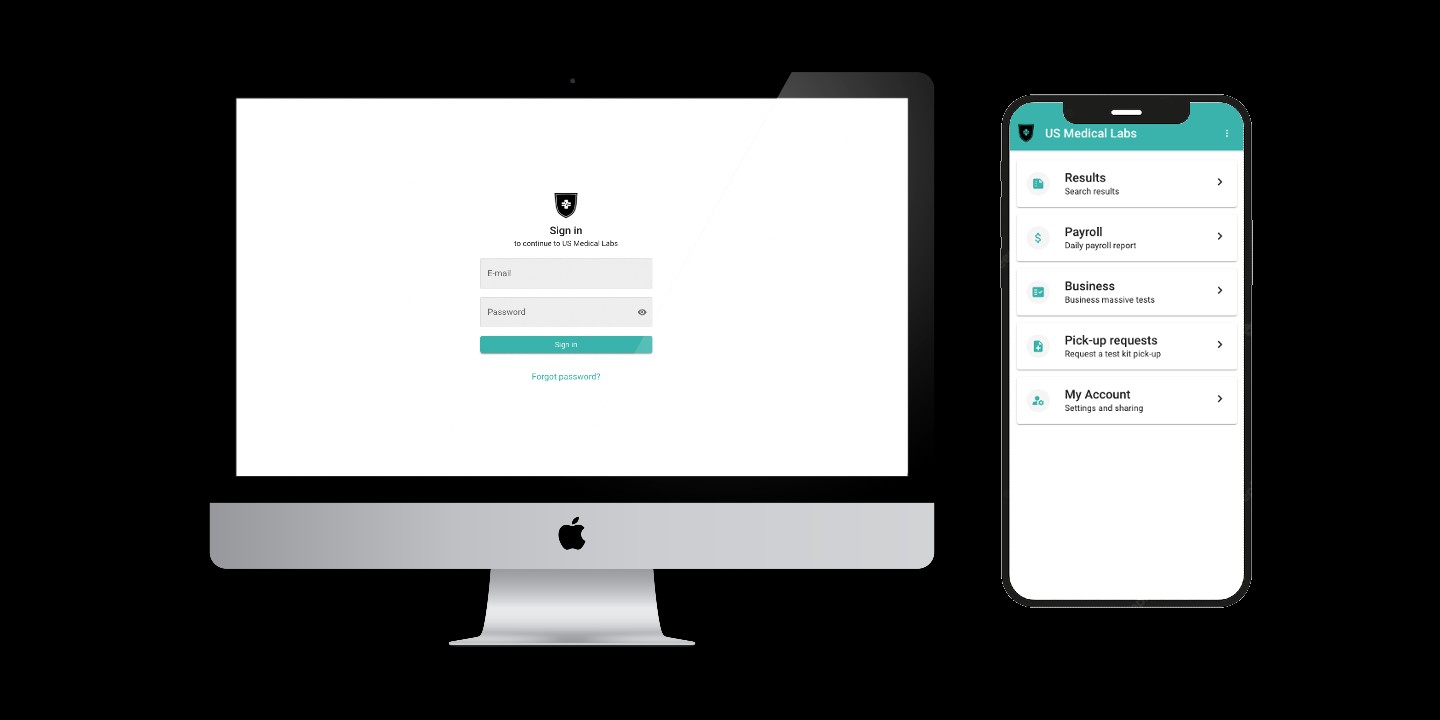 Sign in
to continue to US Medical Labs
E-mail
Password
Sign in
Forgot password?
US Medical Labs
Results
Search results
Payroll
Daily payroll report
Business
Business massive tests
Pick-up requests
Request a test kit pick-up
My Account
Settings and sharing